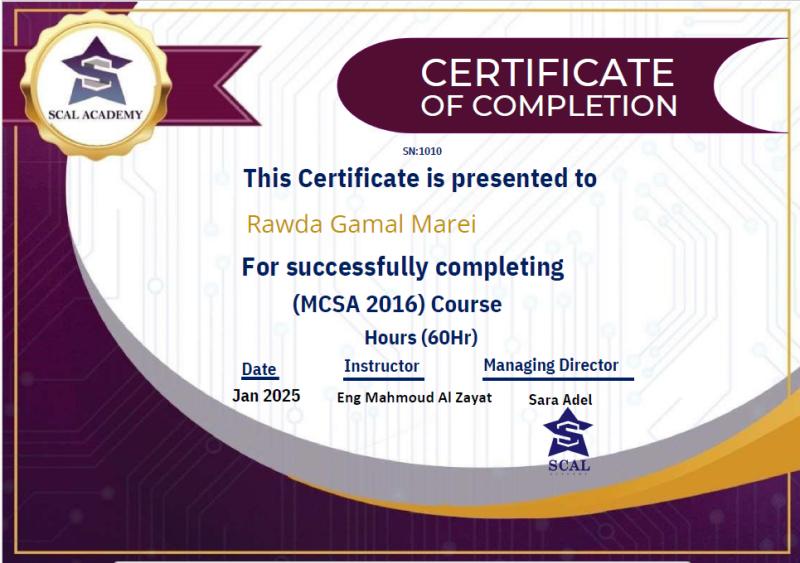 SCAL ACADEMY
CERTIFICATE
OF COMPLETION
SN:1010
This Certificate is presented to
Rawda Gamal Marei
For successfully completing
(MCSA 2016) Course
Hours (60Hr)
Date Instructor Managing Director
Jan 2025 Eng Mahmoud Al Zayat Sara Adel
SCAL
ACADEMY